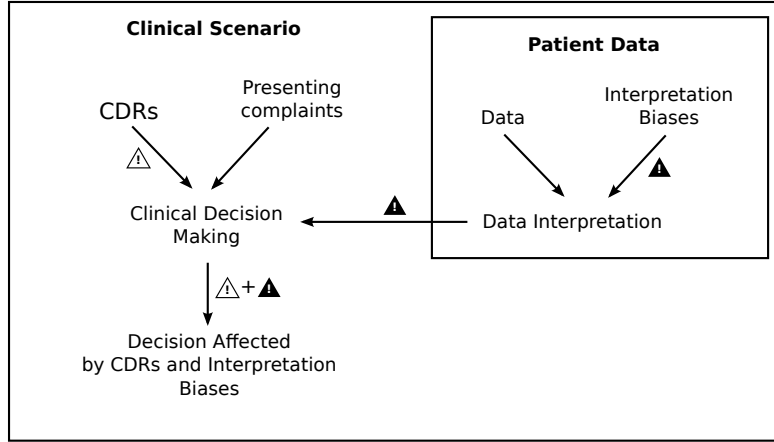 Clinical Scenario
Patient Data
CDRs
Presenting
complaints
Data
Interpretation
Biases
!
!
Clinical Decision
Making
!
Data Interpretation
!
+
!
Decision Affected
by CDRs and Interpretation
Biases